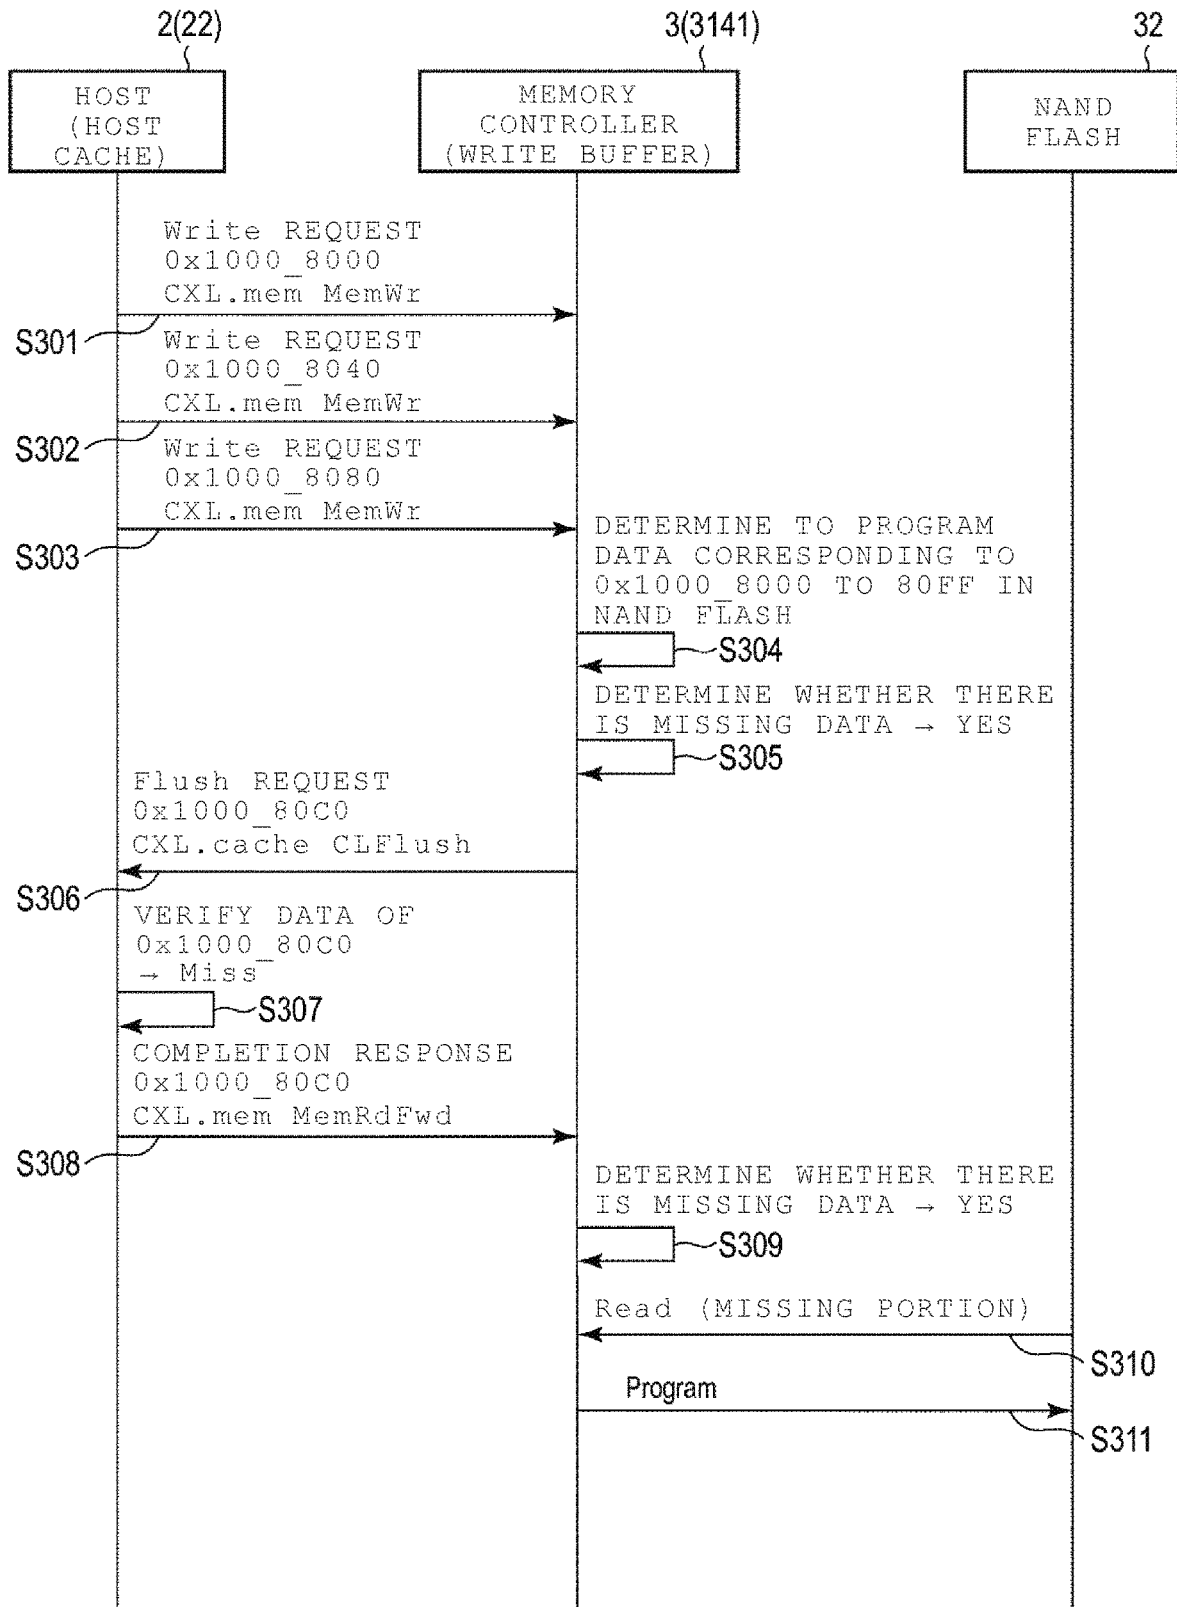 2(22)
3(3141)
32
HOST
(HOST
CACHE)
MEMORY
CONTROLLER
(WRITE BUFFER)
NAND
FLASH
Write REQUEST
0x1000_8000
CXL.mem MemWr
S301
Write REQUEST
0x1000_8040
CXL.mem MemWr
S302
Write REQUEST
0x1000_8080
CXL.mem MemWr
S303
DETERMINE TO PROGRAM
DATA CORRESPONDING TO
0x1000_8000 TO 80FF IN
NAND FLASH
S304
DETERMINE WHETHER THERE
IS MISSING DATA → YES
S305
Flush REQUEST
0x1000_80C0
CXL.cache CLFlush
S306
VERIFY DATA OF
0x1000_80C0
→ Miss
S307
COMPLETION RESPONSE
0x1000_80C0
CXL.mem MemRdFwd
S308
DETERMINE WHETHER THERE
IS MISSING DATA → YES
S309
Read (MISSING PORTION)
S310
Program
S311